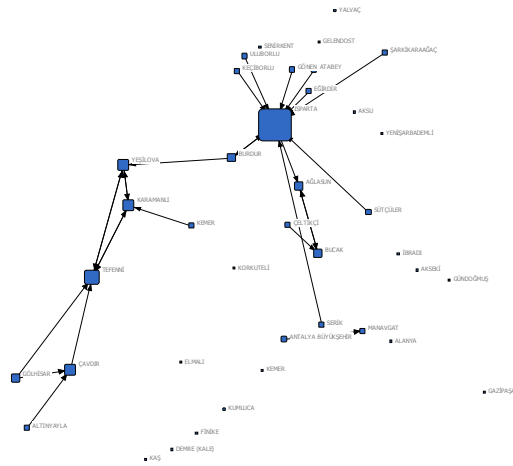 YALVAÇ
SENİRKENT
GELENDOST
ULUBORLU
ŞARKİKARAAĞAÇ
KEÇİBORLU
GÖNEN ATABEY
EĞİRDİR
ISPARTA
AKSU
YENİŞARBADEMLİ
BURDUR
YEŞİLOVA
AĞLASUN
KARAMANLI
SÜTÇÜLER
KEMER
ÇELTİKÇİ
BUCAK
İBRADI
TEFENNİ
KORKUTELİ
AKSEKİ
GÜNDOĞMUŞ
SERİK
MANAVGAT
ANTALYA BÜYÜKŞEHİR
ALANYA
ELMALI
ÇAVDIR
KEMER
GÖLHİSAR
GAZİPAŞA
KUMLUCA
ALTINYAYLA
FİNİKE
DEMRE (KALE)
KAŞ